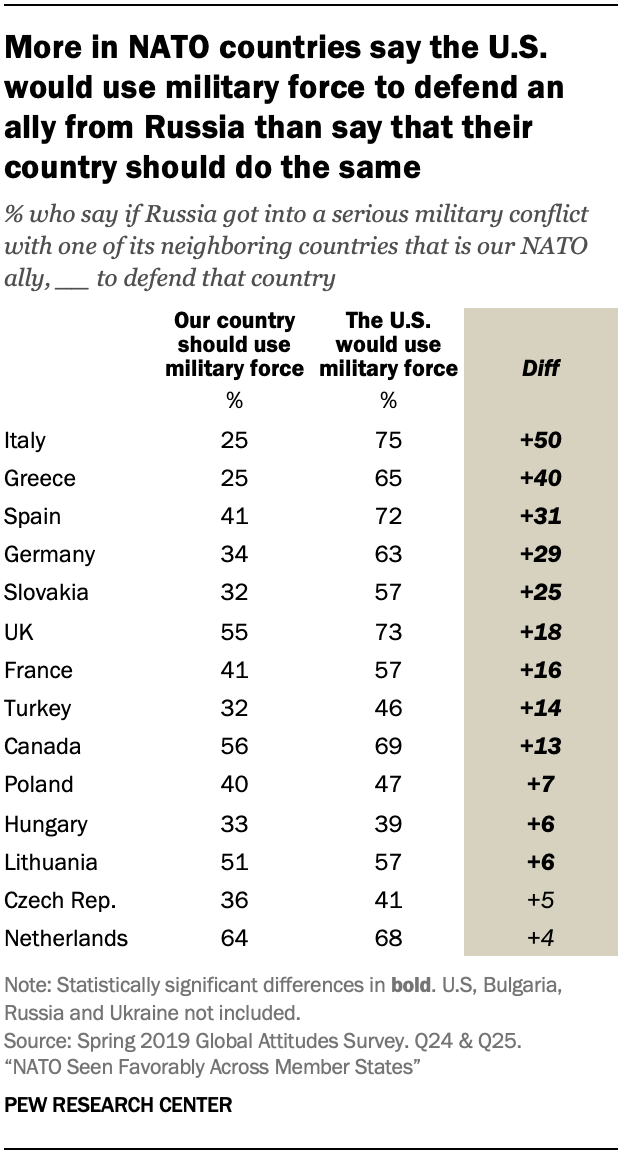 More in NATO countries say the U.S.
would use military force to defend an
ally from Russia than say that their
country should do the same
% who say if Russia got into a serious military conflict
with one of its neighboring countries that is our NATO
ally, __ to defend that country
Our country should use military force The U.S. would use military force Diff
% %
Italy 25 75 +50
Greece 25 65 +40
Spain 41 72 +31
Germany 34 63 +29
Slovakia 32 57 +25
UK 55 73 +18
France 41 57 +16
Turkey 32 46 +14
Canada 56 69 +13
Poland 40 47 +7
Hungary 33 39 +6
Lithuania 51 57 +6
Czech Rep. 36 41 +5
Netherlands 64 68 +4
Note: Statistically significant differences in bold. U.S, Bulgaria,
Russia and Ukraine not included.
Source: Spring 2019 Global Attitudes Survey. Q24 & Q25.
“NATO Seen Favorably Across Member States”
PEW RESEARCH CENTER